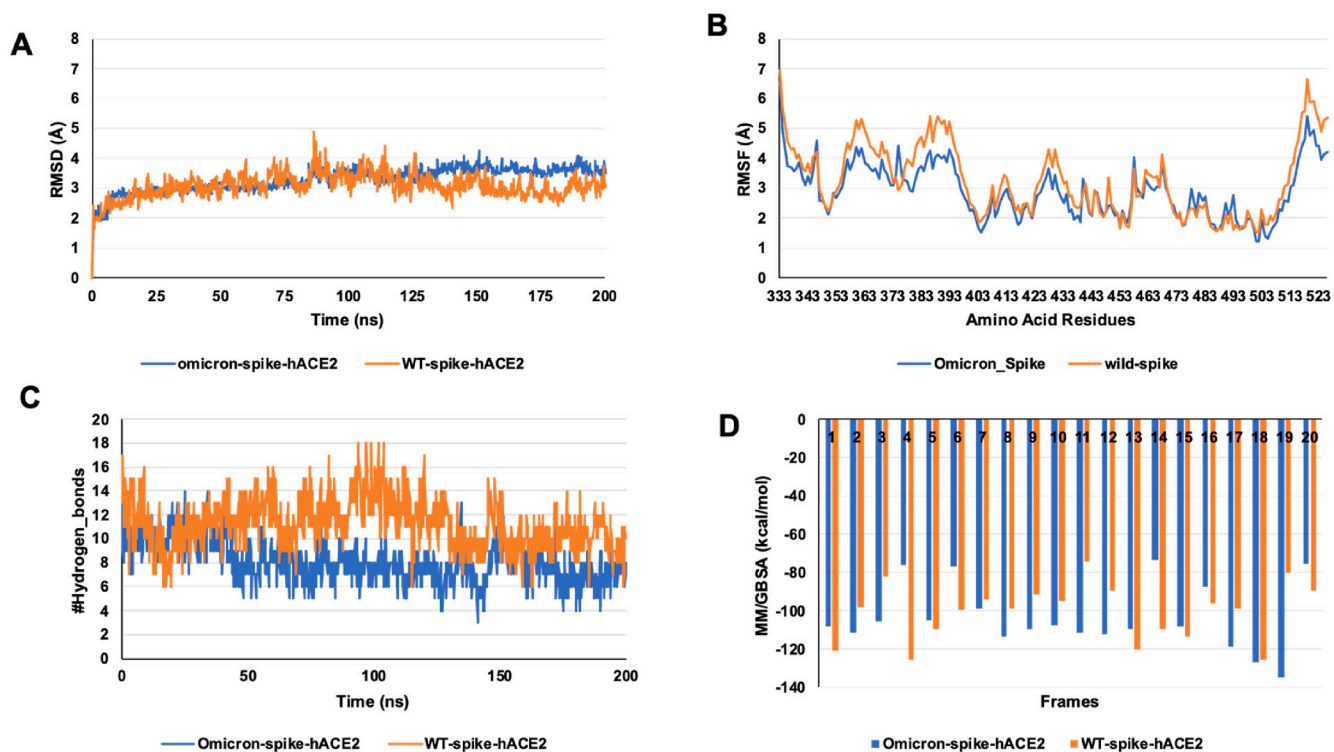 A
8
7
6
5
4
3
2
1
0
RMSD (Å)
0 25 50 75 100 125 150 175 200
Time (ns)
omicron-spike-hACE2 WT-spike-hACE2
B
8
7
6
5
4
3
2
1
0
RMSF (Å)
333 343 353 363 373 383 393 403 413 423 433 443 453 463 473 483 493 503 513 523
Amino Acid Residues
Omicron_Spike wild-spike
C
20
18
16
14
12
10
8
6
4
2
0
#Hydrogen_bonds
0 50 100 150 200
Time (ns)
Omicron-spike-hACE2 WT-spike-hACE2
D
0
-20
-40
-60
-80
-100
-120
-140
MM/GBSA (kcal/mol)
1 2 3 4 5 6 7 8 9 10 11 12 13 14 15 16 17 18 19 20
Frames
Omicron-spike-hACE2 WT-spike-hACE2